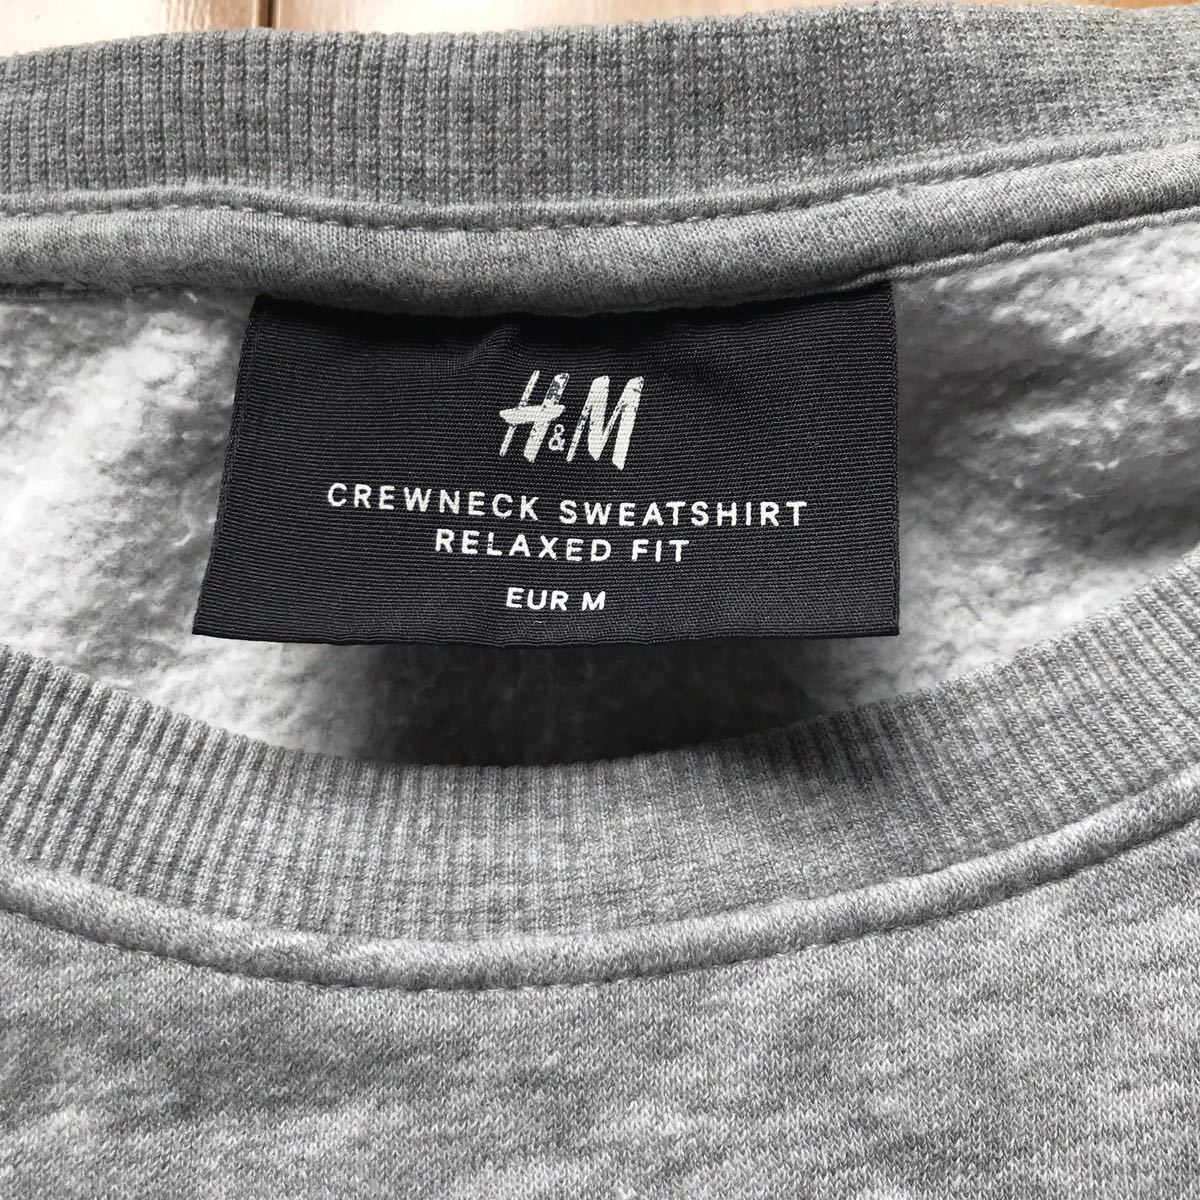 H&M
CREWNECK SWEATSHIRT
RELAXED FIT
EUR M